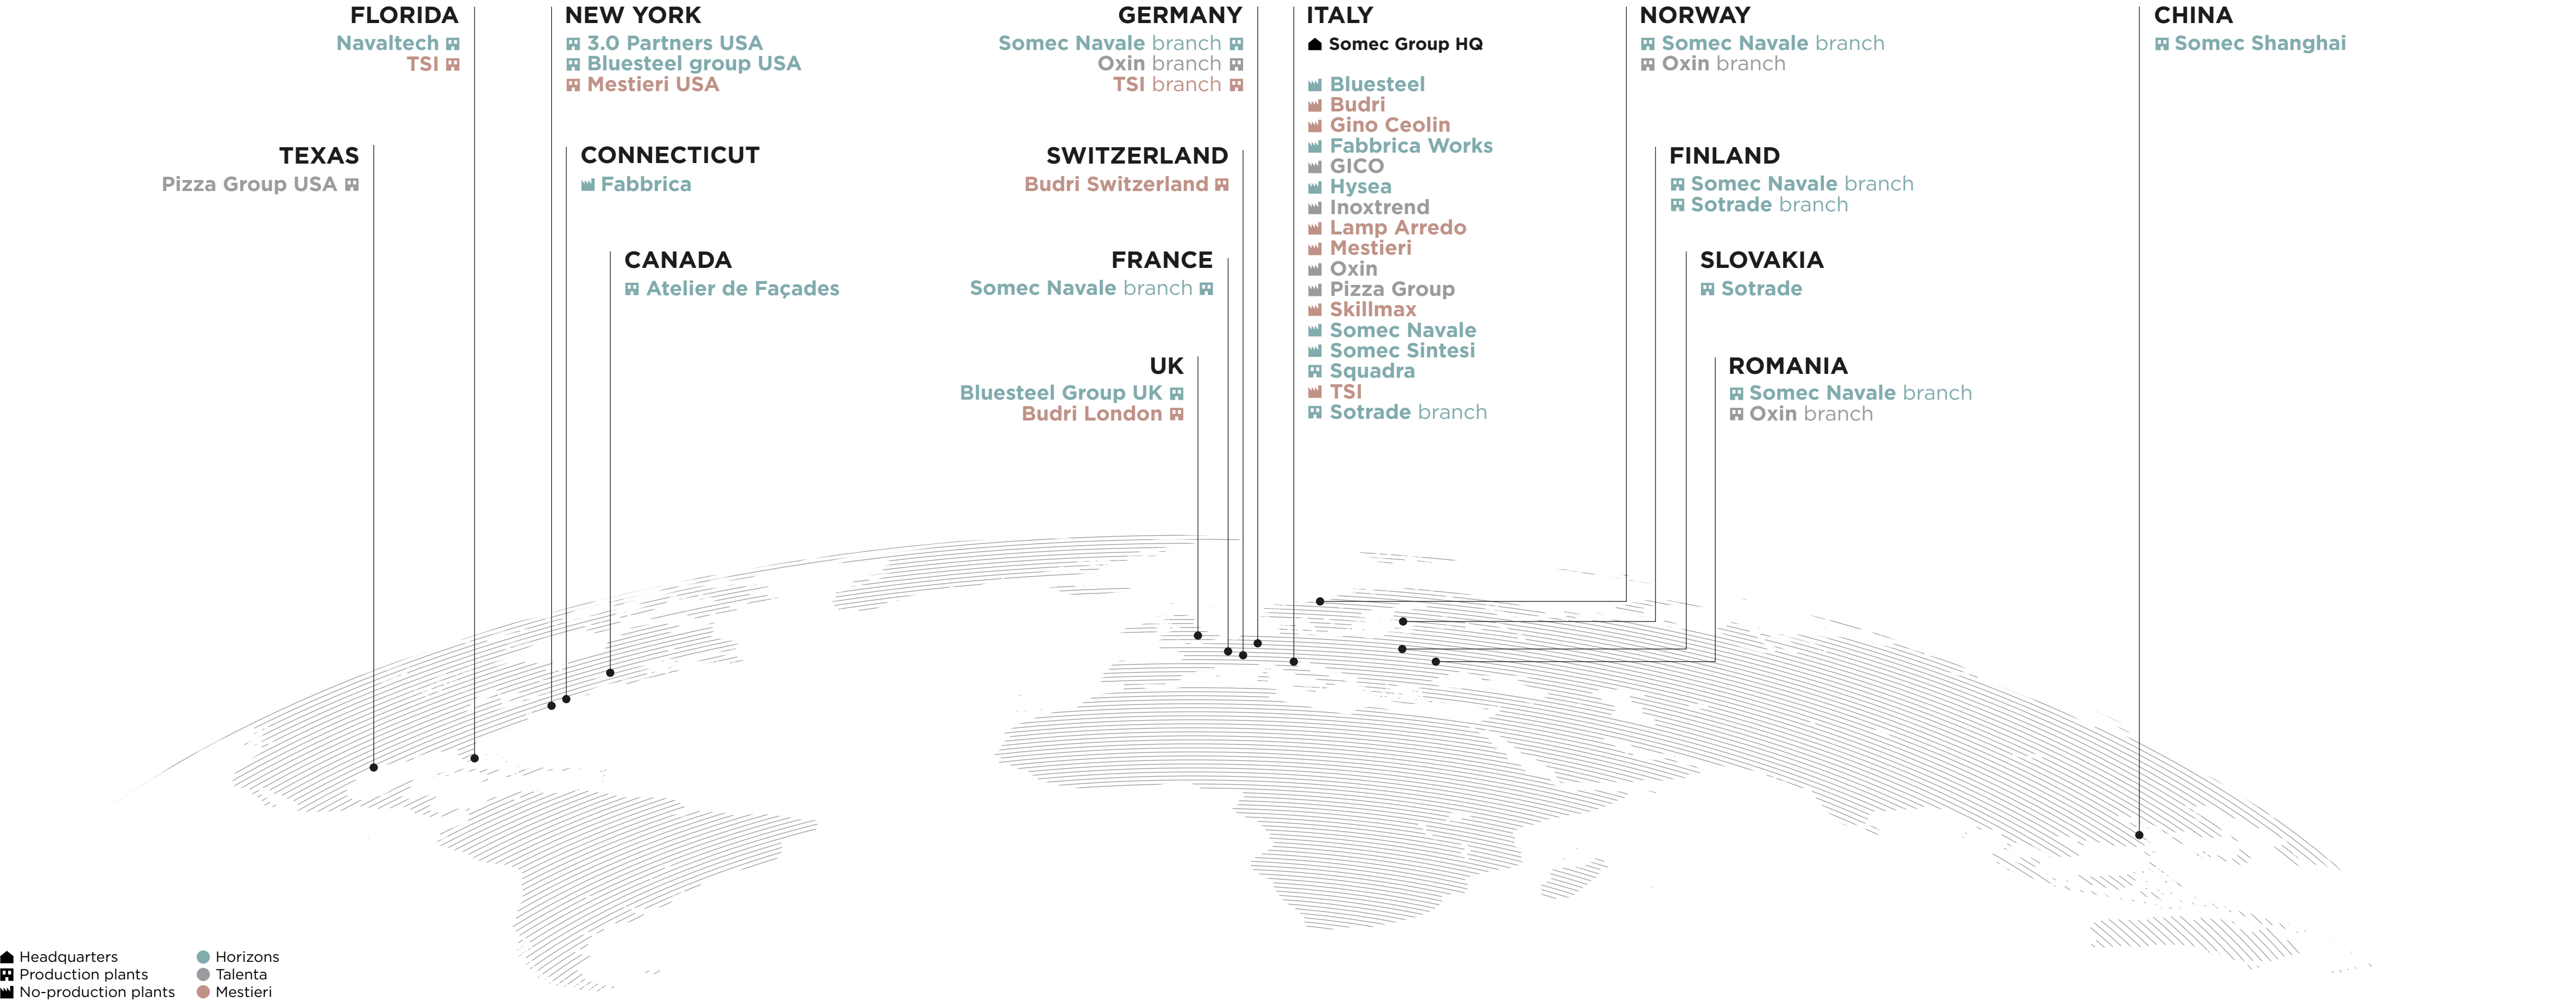 FLORIDA
Navaltech
TSI
NEW YORK
3.0 Partners USA
Bluesteel group USA
Mestieri USA
GERMANY
Somec Navale branch
Oxin branch
TSI branch
ITALY
Somec Group HQ
Bluesteel
Budri
Gino Ceolin
Fabbrica Works
GICO
Hysea
Inoxtrend
Lamp Arredo
Mestieri
Oxin
Pizza Group
Skillmax
Somec Navale
Somec Sintesi
Squadra
TSI
Sotrade branch
NORWAY
Somec Navale branch
Oxin branch
CHINA
Somec Shanghai
TEXAS
Pizza Group USA
CONNECTICUT
Fabbrica
SWITZERLAND
Budri Switzerland
FINLAND
Somec Navale branch
Sotrade branch
CANADA
Atelier de Façades
FRANCE
Somec Navale branch
SLOVAKIA
Sotrade
UK
Bluesteel Group UK
Budri London
ROMANIA
Somec Navale branch
Oxin branch
Headquarters
Production plants
No-production plants
Horizons
Talenta
Mestieri